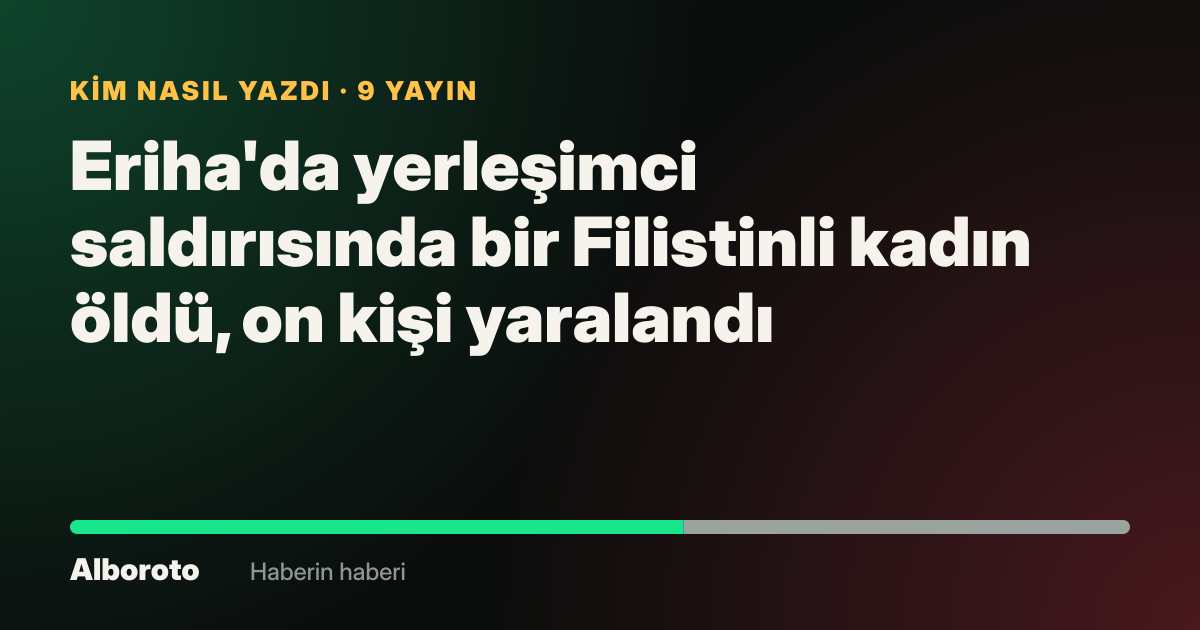 KİM NASIL YAZDI · 9 YAYIN
Eriha'da yerleşimci
saldırısında bir Filistinli kadın
öldü, on kişi yaralandı
Alboroto
Haberin haberi